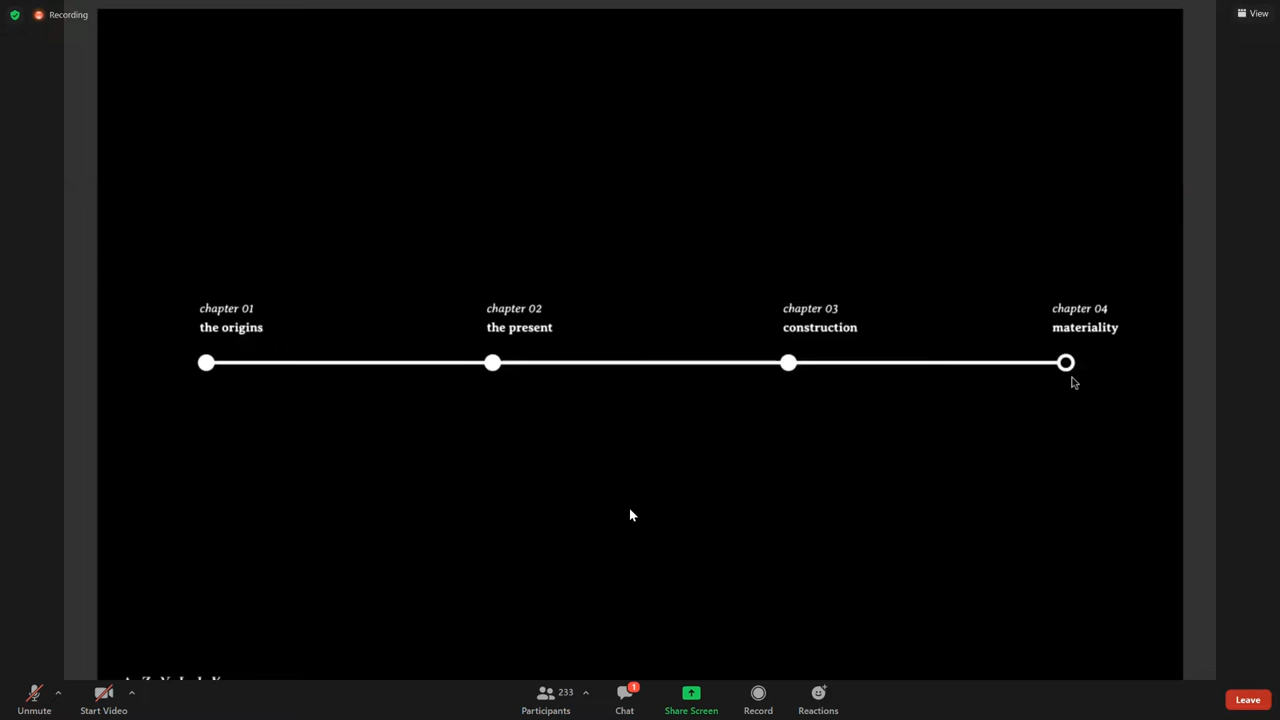 Recording
View
chapter 01
the origins
chapter 02
the present
chapter 03
construction
chapter 04
materiality
Unmute
Start Video
233
Participants
1
Chat
Share Screen
Record
Reactions
Leave